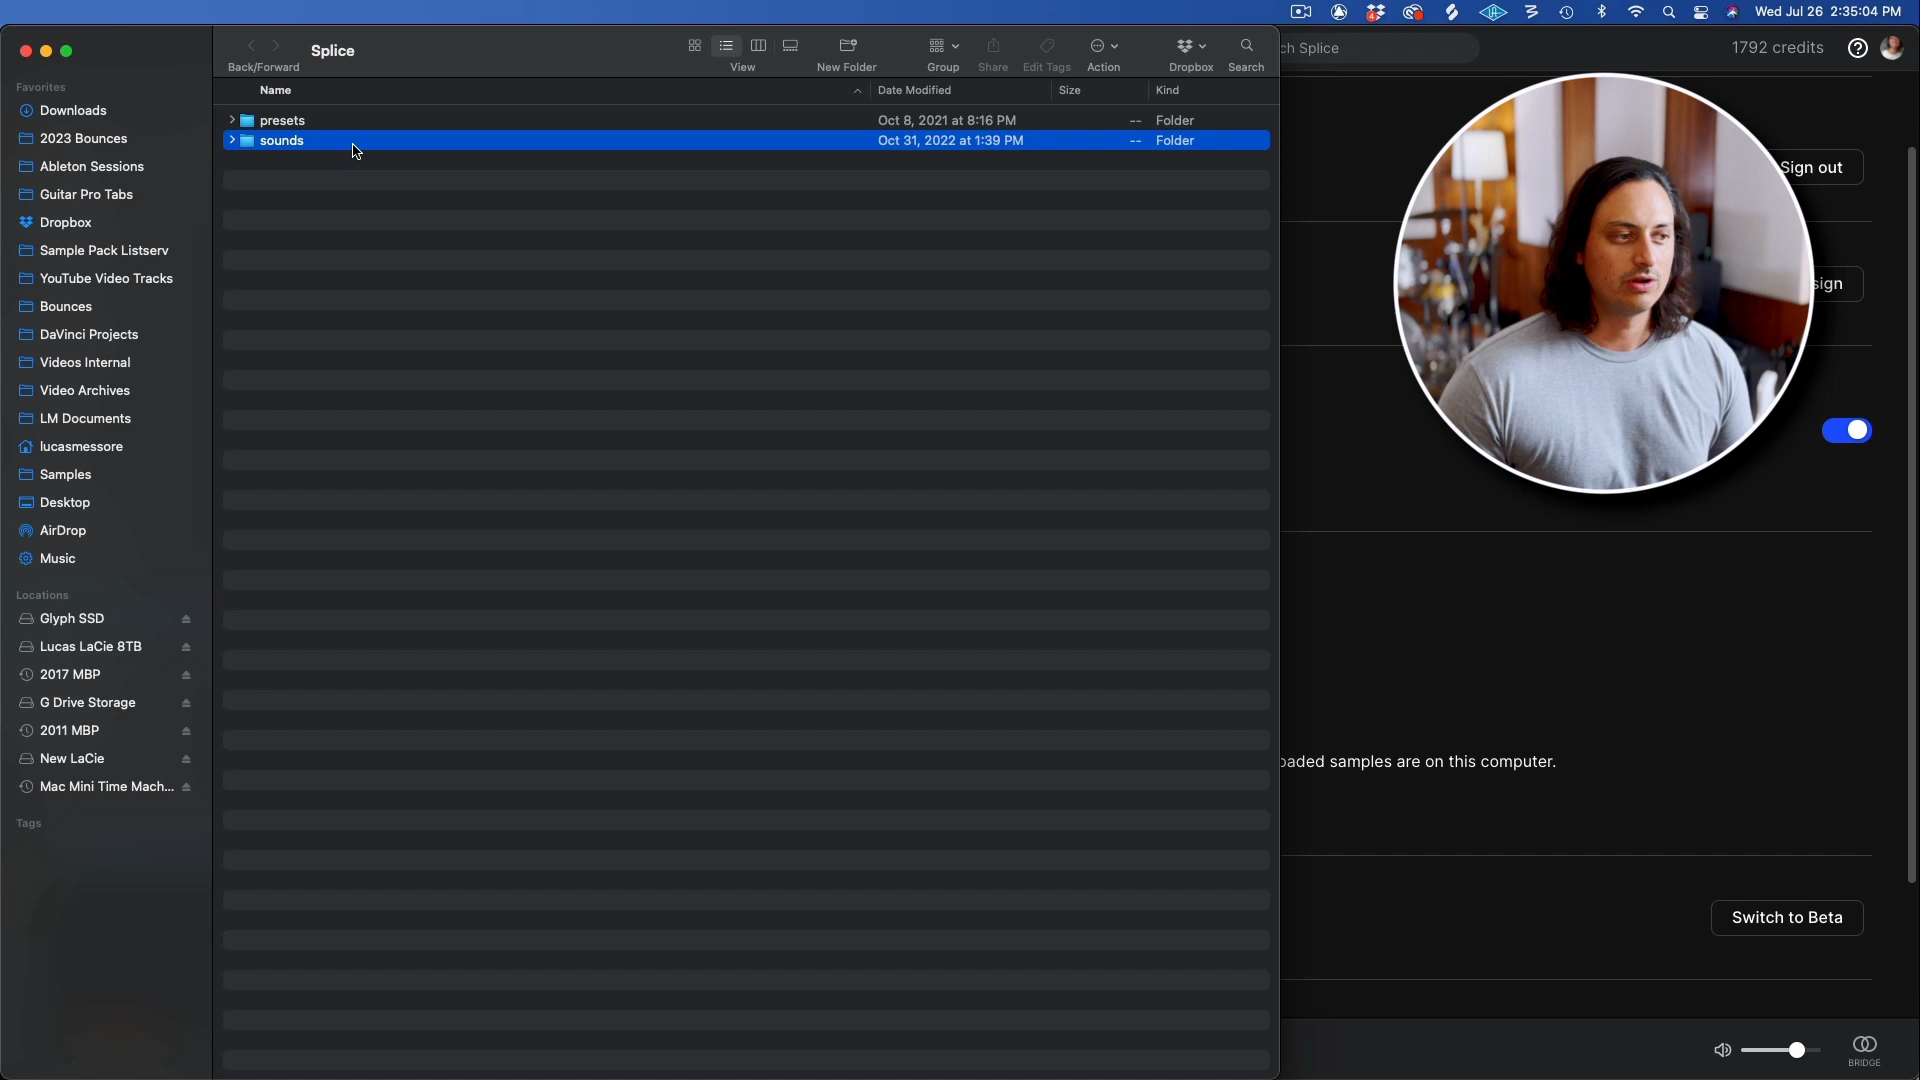 Wed Jul 26 2:35:04 PM
Splice
Back/Forward
View
New Folder
Group
Share
Edit Tags
Action
Dropbox
Search
Name
Date Modified
Size
Kind
presets
Oct 8, 2021 at 8:16 PM
--
Folder
sounds
Oct 31, 2022 at 1:39 PM
--
Folder
Favorites
Downloads
2023 Bounces
Ableton Sessions
Guitar Pro Tabs
Dropbox
Sample Pack Listserv
YouTube Video Tracks
Bounces
DaVinci Projects
Videos Internal
Video Archives
LM Documents
lucasmessore
Samples
Desktop
AirDrop
Music
Locations
Glyph SSD
Lucas LaCie 8TB
2017 MBP
G Drive Storage
2011 MBP
New LaCie
Mac Mini Time Mach...
Tags
ch Splice
1792 credits
Sign out
sign
oaded samples are on this computer.
Switch to Beta
BRIDGE